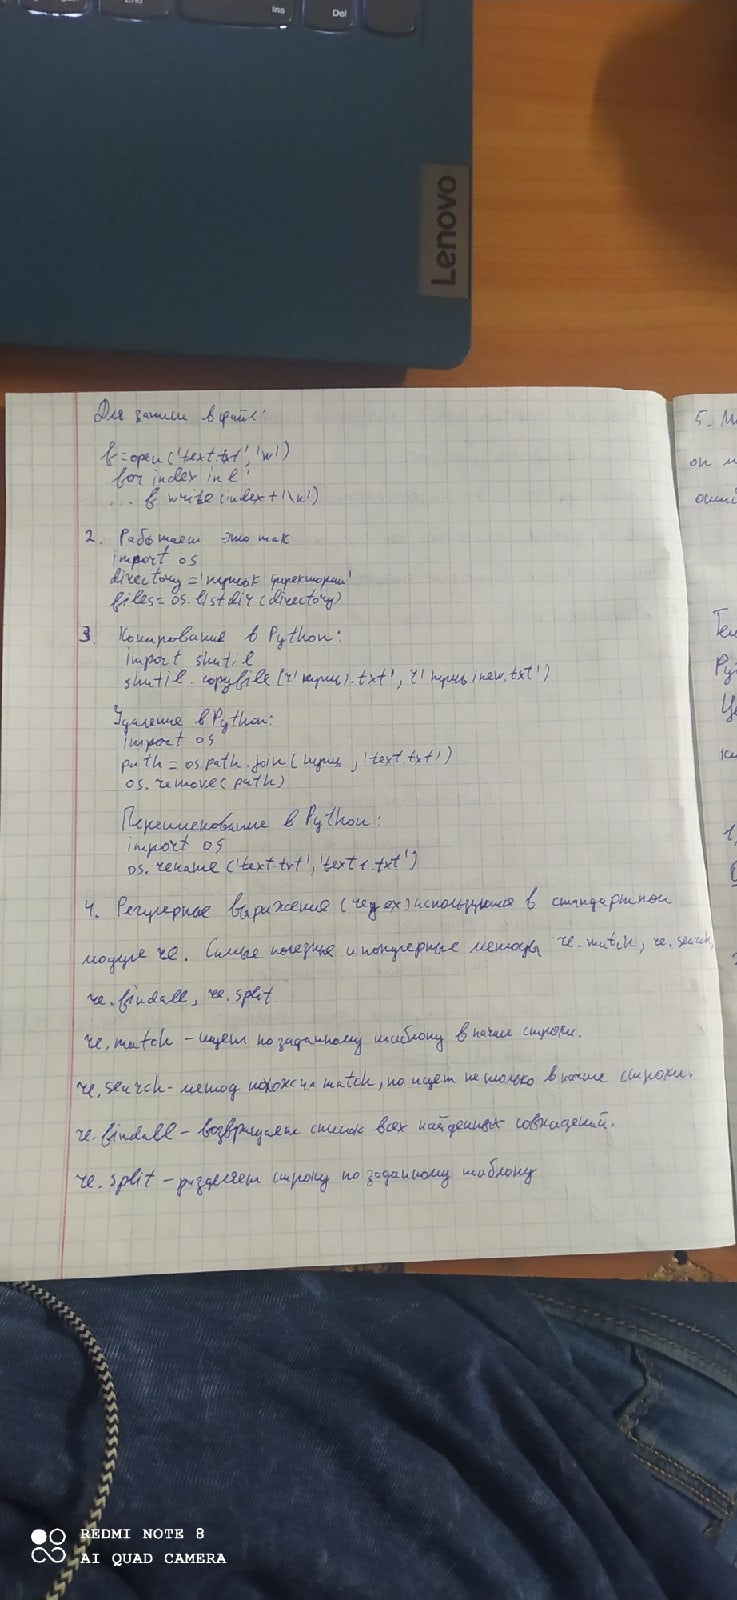 Ins
Del
Lenovo
Для записи в файл:
f=open('text.txt','w')
for index in l:
... f.write(index+'\n')
2. Работает это так
import os
directory='путь к директории'
files=os.listdir(directory)
3 Копирование в Python:
import shutil
shutil.copyfile(r'путь\.txt', r'путь\new.txt')
Удаление в Python:
import os
path=os.path.join(путь,'text.txt')
os.remove(path)
Переименование в Python:
import os
os.rename('text.txt','text1.txt')
4. Регулярные выражения (regex) используются в стандартном
модуле re. Самые полезные и популярные методы re.match, re.search,
re.findall, re.split
re.match – ищет по заданному шаблону в начале строки.
re.search – метод похож на match, но ищет не только в начале строки.
re.findall – возвращает список всех найденных совпадений.
re.split – разделяет строку по заданному шаблону
5.
он
REDMI NOTE 8
AI QUAD CAMERA